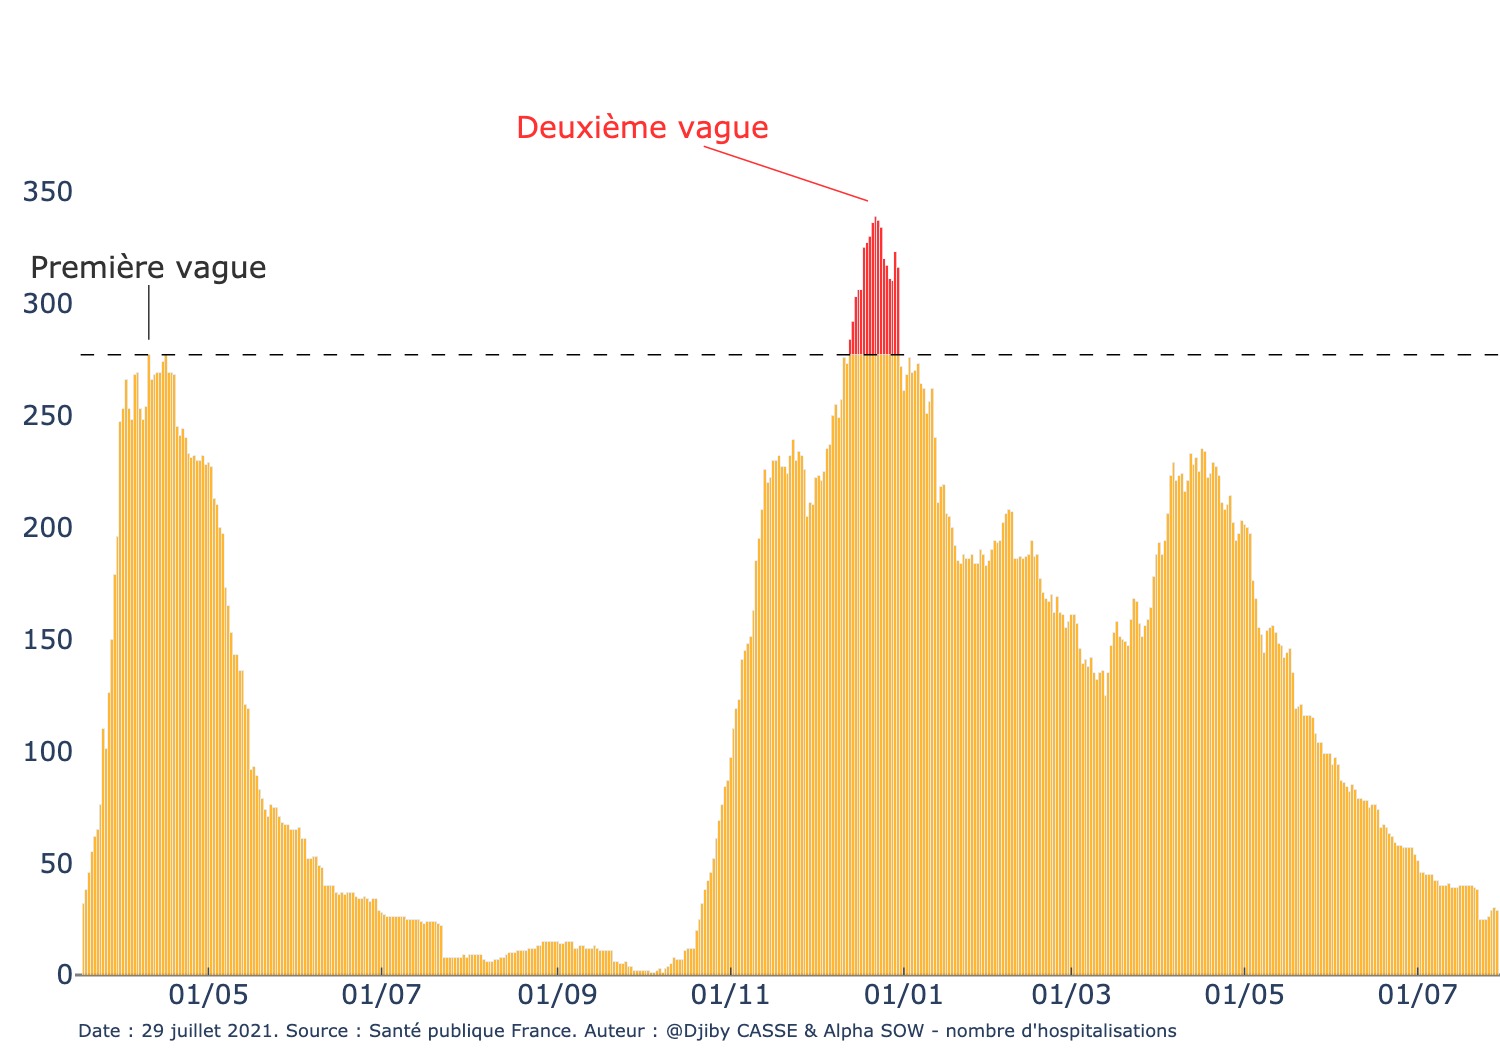 Deuxième vague
350
Première vague
300
250
200
150
100
50
0
01/05 01/07 01/09 01/11 01/01 01/03 01/05 01/07
Date : 29 juillet 2021. Source : Santé publique France. Auteur : @Djiby CASSE & Alpha SOW - nombre d'hospitalisations